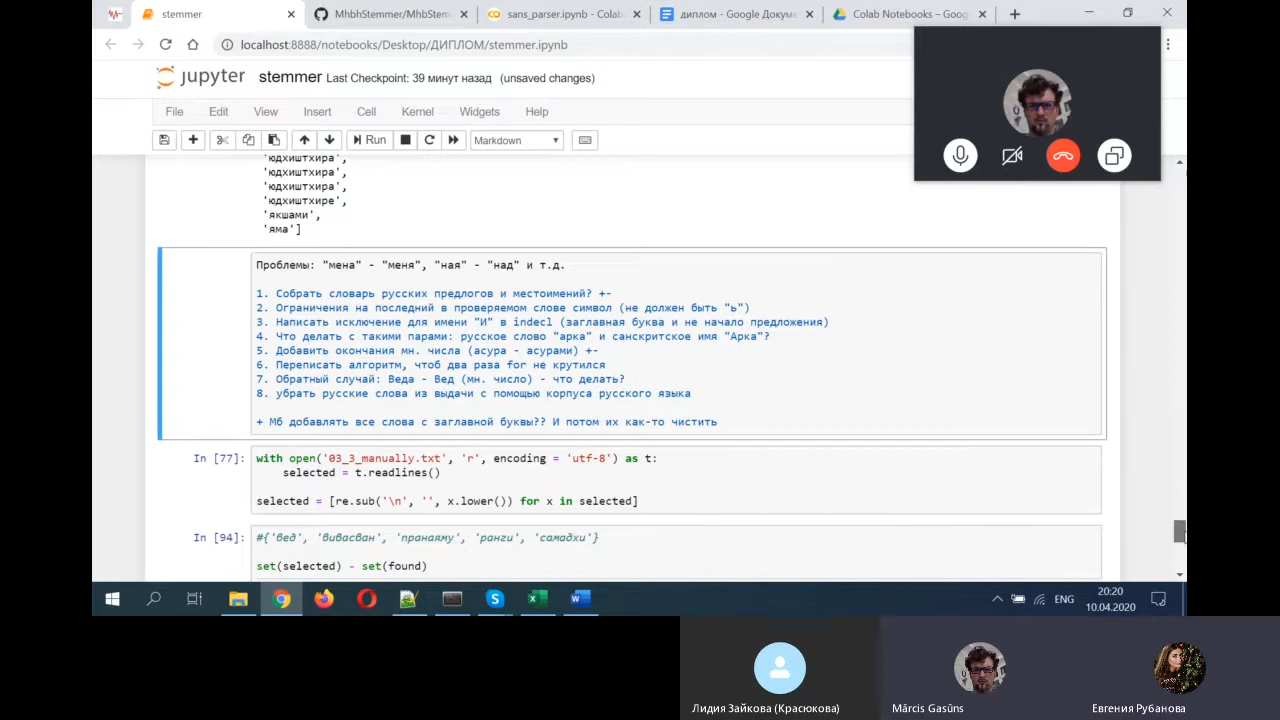 stemmer
MhbhStemmer/MhbStemme
sans_parser.ipynb - Colab
диплом - Google Докуме
Colab Notebooks – Goog
localhost:8888/notebooks/Desktop/ДИПЛОМ/stemmer.ipynb
jupyter stemmer Last Checkpoint: 39 минут назад (unsaved changes)
File Edit View Insert Cell Kernel Widgets Help
Run Markdown
'юдхиштхира',
'юдхиштхира',
'юдхиштхира',
'юдхиштхире',
'якшами',
'яма']
Проблемы: "мена" - "меня", "ная" - "над" и т.д.
1. Собрать словарь русских предлогов и местоимений? +-
2. Ограничения на последний в проверяемом слове символ (не должен быть "ь")
3. Написать исключение для имени "И" в indecl (заглавная буква и не начало предложения)
4. Что делать с такими парами: русское слово "арка" и санскритское имя "Арка"?
5. Добавить окончания мн. числа (асура - асурами) +-
6. Переписать алгоритм, чтоб два раза for не крутился
7. Обратный случай: Веда - Вед (мн. число) - что делать?
8. убрать русские слова из выдачи с помощью корпуса русского языка
+ Мб добавлять все слова с заглавной буквы?? И потом их как-то чистить
In [77]: with open('03_3_manually.txt', 'r', encoding = 'utf-8') as t:
selected = t.readlines()
selected = [re.sub('\n', '', x.lower()) for x in selected]
In [94]: #{'вед', 'вивасван', 'пранаяму', 'ранги', 'самадхи'}
set(selected) - set(found)
ENG
20:20
10.04.2020
Лидия Зайкова (Красюкова)
Mārcis Gasūns
Евгения Рубанова